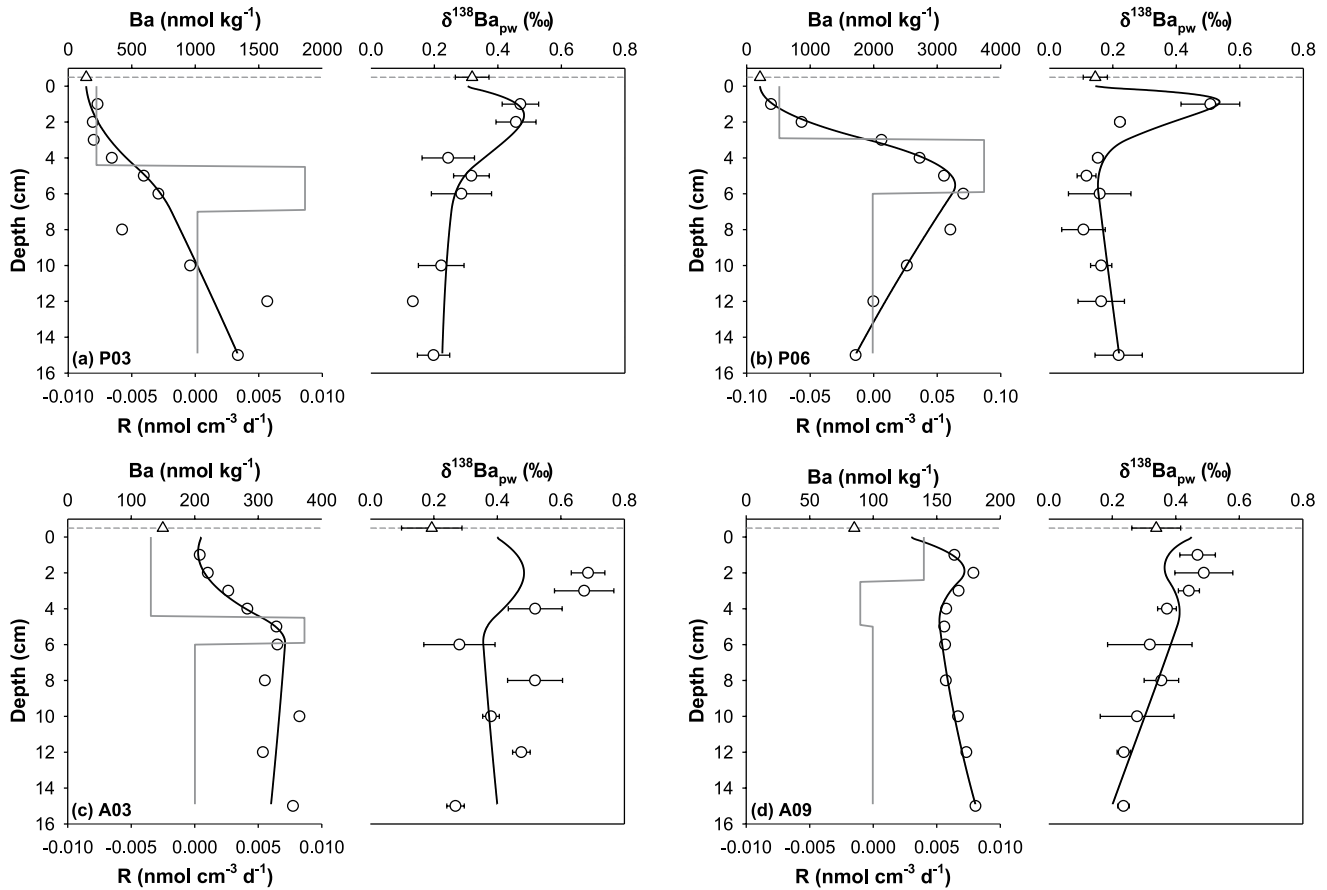 Ba (nmol kg⁻¹) δ¹³⁸Ba_pw (‰) Ba (nmol kg⁻¹) δ¹³⁸Ba_pw (‰)
0 500 1000 1500 2000 0.0 0.2 0.4 0.6 0.8 0 1000 2000 3000 4000 0.0 0.2 0.4 0.6 0.8
Depth (cm)
0
2
4
6
8
10
12
14
16
(a) P03
-0.010 -0.005 0.000 0.005 0.010
R (nmol cm⁻³ d⁻¹)
Depth (cm)
0
2
4
6
8
10
12
14
16
(b) P06
-0.10 -0.05 0.00 0.05 0.10
R (nmol cm⁻³ d⁻¹)
Ba (nmol kg⁻¹) δ¹³⁸Ba_pw (‰) Ba (nmol kg⁻¹) δ¹³⁸Ba_pw (‰)
0 100 200 300 400 0.0 0.2 0.4 0.6 0.8 0 50 100 150 200 0.0 0.2 0.4 0.6 0.8
Depth (cm)
0
2
4
6
8
10
12
14
16
(c) A03
-0.010 -0.005 0.000 0.005 0.010
R (nmol cm⁻³ d⁻¹)
Depth (cm)
0
2
4
6
8
10
12
14
16
(d) A09
-0.010 -0.005 0.000 0.005 0.010
R (nmol cm⁻³ d⁻¹)